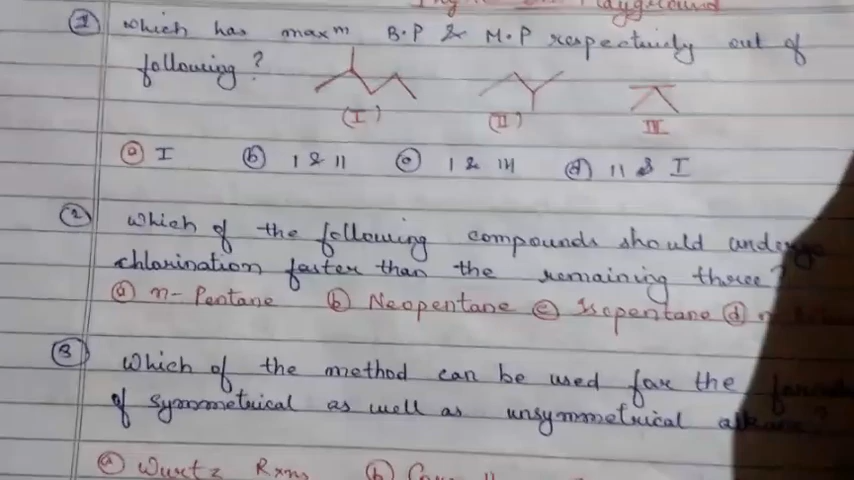 ① Which has maxm B.P & M.P respectively out of
following?
(I) (II) III
ⓐ I ⓑ I & II ⓒ I & III ⓓ II & I
② Which of the following compounds should undergo
chlorination faster than the remaining three?
ⓐ n-Pentane ⓑ Neopentane ⓒ Isopentane ⓓ n
③ Which of the method can be used for the
of symmetrical as well as unsymmetrical
ⓐ Wurtz Rxns ⓑ